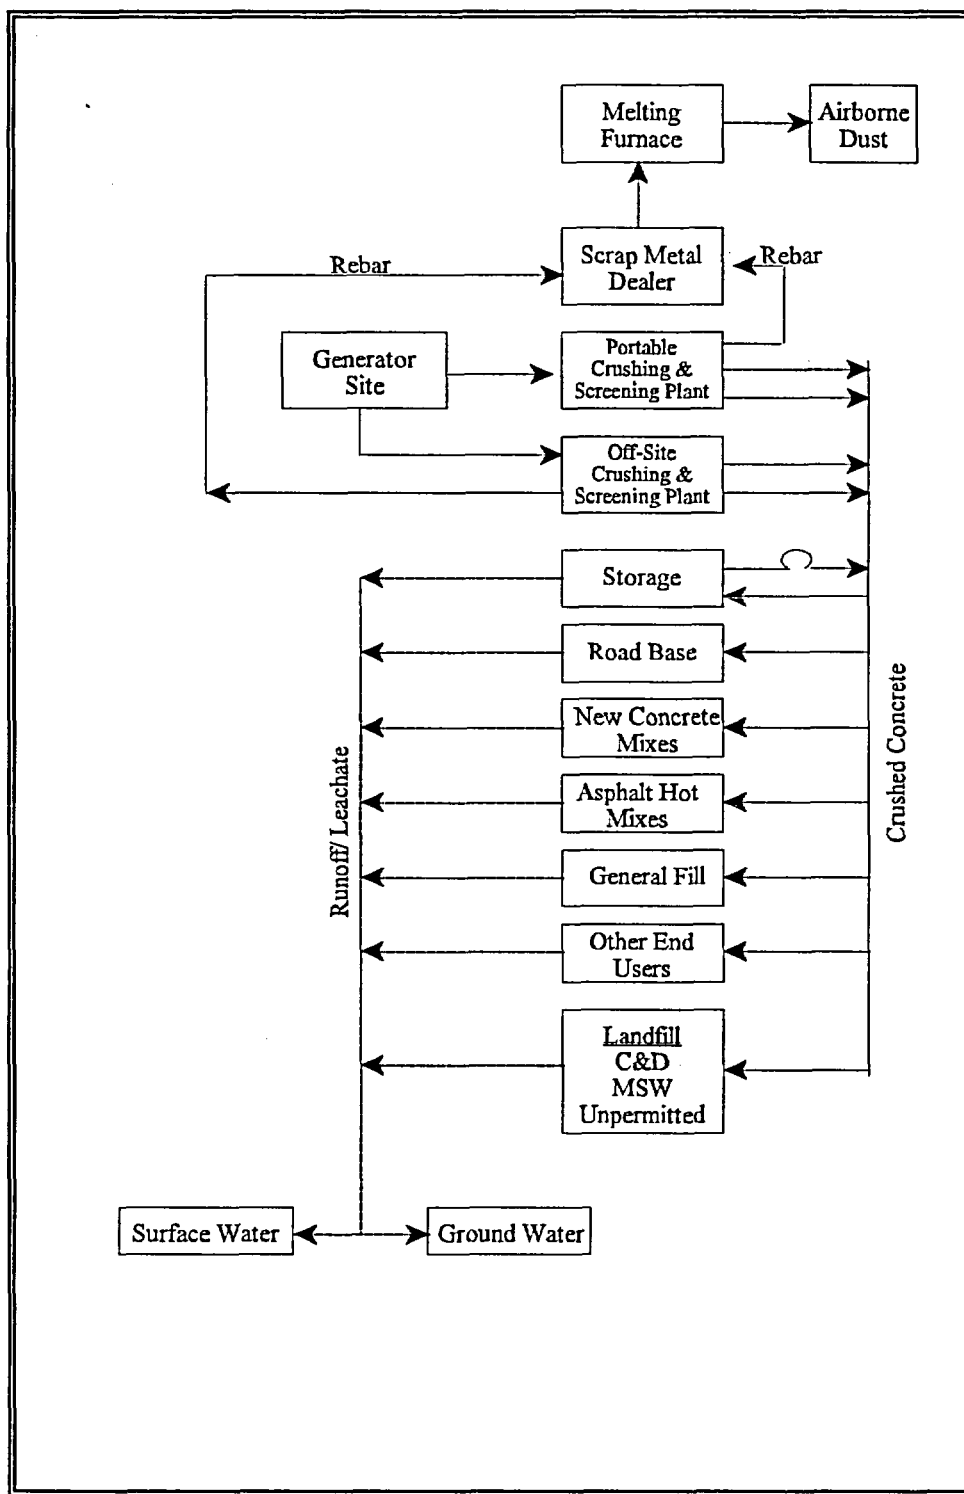 Melting
Furnace
Airborne
Dust
Rebar
Scrap Metal
Dealer
Rebar
Generator
Site
Portable
Crushing &
Screening Plant
Off-Site
Crushing &
Screening Plant
Storage
Road Base
New Concrete
Mixes
Asphalt Hot
Mixes
General Fill
Other End
Users
Landfill
C&D
MSW
Unpermitted
Runoff/ Leachate
Crushed Concrete
Surface Water
Ground Water